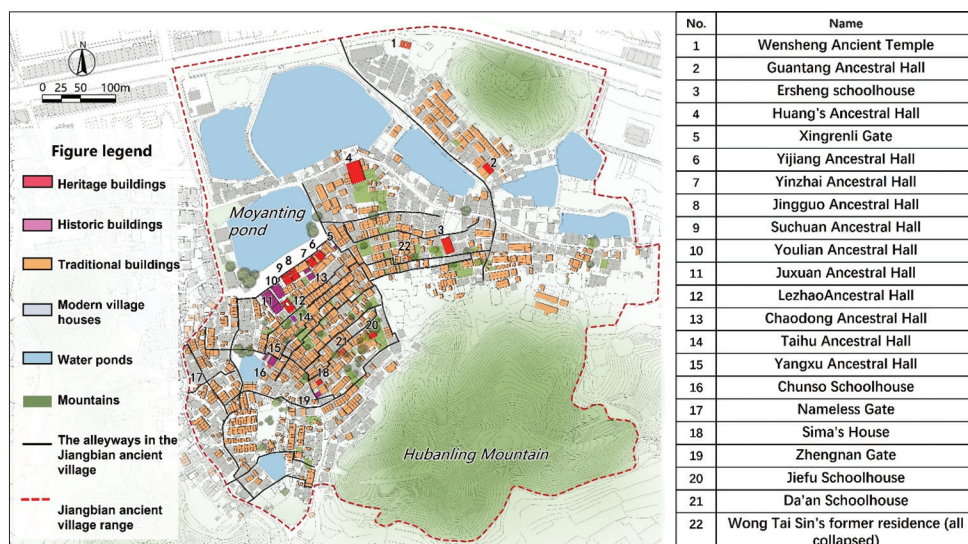 N
0 25 50 100m
Figure legend
Heritage buildings
Historic buildings
Traditional buildings
Modern village
houses
Water ponds
Mountains
The alleyways in the
Jiangbian ancient
village
Jiangbian ancient
village range
Moyanting
pond
Hubanling Mountain
1
2
3
4
5
6
7
8
9
10
11
12
13
14
15
16
17
18
19
20
21
22
No. Name
1 Wensheng Ancient Temple
2 Guantang Ancestral Hall
3 Ersheng schoolhouse
4 Huang's Ancestral Hall
5 Xingrenli Gate
6 Yijiang Ancestral Hall
7 Yinzhai Ancestral Hall
8 Jingguo Ancestral Hall
9 Suchuan Ancestral Hall
10 Youlian Ancestral Hall
11 Juxuan Ancestral Hall
12 LezhaoAncestral Hall
13 Chaodong Ancestral Hall
14 Taihu Ancestral Hall
15 Yangxu Ancestral Hall
16 Chunso Schoolhouse
17 Nameless Gate
18 Sima's House
19 Zhengnan Gate
20 Jiefu Schoolhouse
21 Da'an Schoolhouse
22 Wong Tai Sin's former residence (all
collapsed)